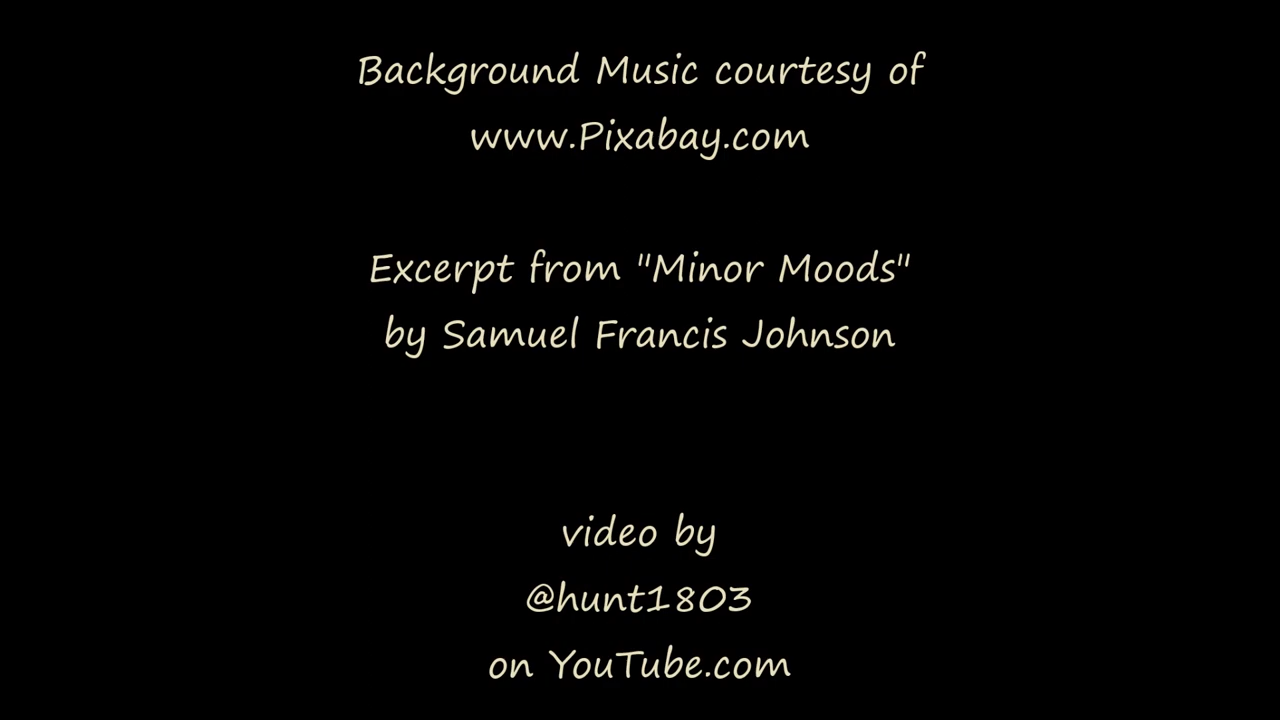 Background Music courtesy of
www.Pixabay.com
Excerpt from "Minor Moods"
by Samuel Francis Johnson
video by
@hunt1803
on YouTube.com